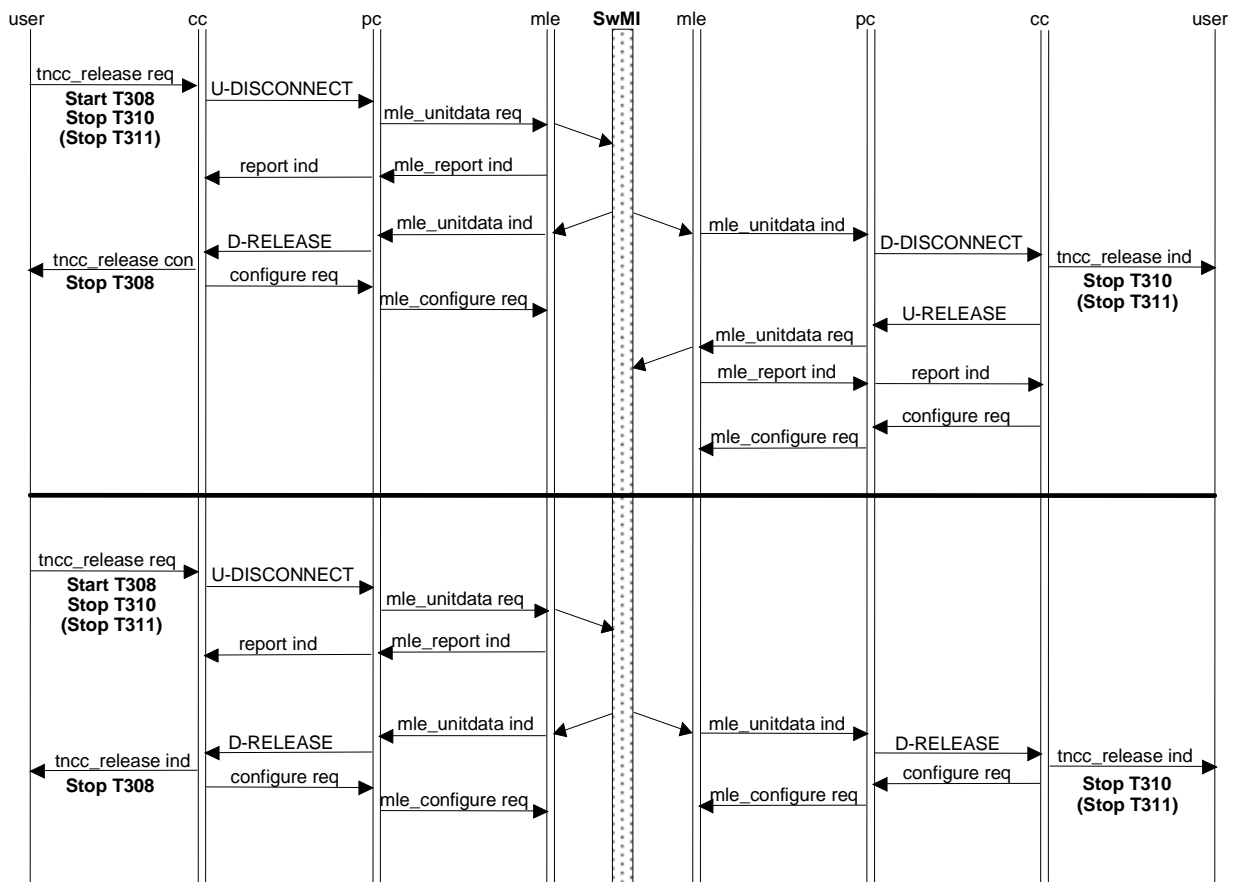 user cc pc mle SwMI mle pc cc user
tncc_release req
U-DISCONNECT
Start T308
Stop T310
(Stop T311)
mle_unitdata req
report ind
mle_report ind
mle_unitdata ind
mle_unitdata ind
D-RELEASE
D-DISCONNECT
tncc_release con
tncc_release ind
Stop T308
configure req
Stop T310
(Stop T311)
mle_configure req
U-RELEASE
mle_unitdata req
mle_report ind
report ind
configure req
mle_configure req
tncc_release req
U-DISCONNECT
Start T308
Stop T310
(Stop T311)
mle_unitdata req
report ind
mle_report ind
mle_unitdata ind
mle_unitdata ind
D-RELEASE
D-RELEASE
tncc_release ind
tncc_release ind
Stop T308
configure req
configure req
Stop T310
(Stop T311)
mle_configure req
mle_configure req